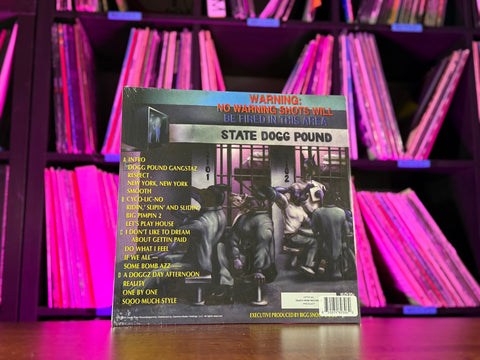 WARNING:
NO WARNING SHOTS WILL
BE FIRED IN THIS AREA
STATE DOGG POUND
A INTRO
DOGG POUND GANGSTAZ
RESPECT
NEW YORK, NEW YORK
SMOOTH
B CYCO-LIC-NO
RIDIN', SLIPIN' AND SLIDIN'
BIG PIMPIN 2
LET'S PLAY HOUSE
C I DON'T LIKE TO DREAM
ABOUT GETTIN PAID
DO WHAT I FEEL
IF WE ALL
SOME BOMB AZZ
D A DOGGZ DAY AFTERNOON
REALITY
ONE BY ONE
SOOO MUCH STYLE
EXECUTIVE PRODUCED BY BIGG SNO